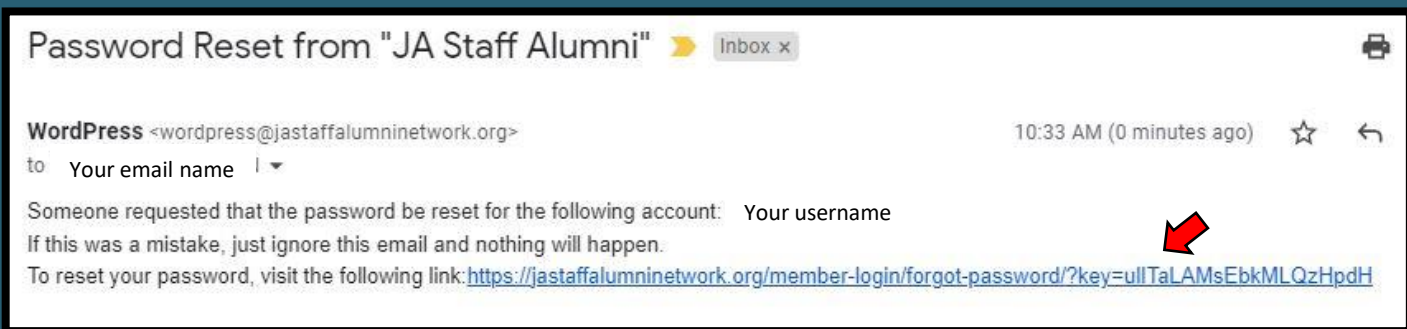 Password Reset from "JA Staff Alumni" Inbox x
WordPress <wordpress@jastaffalumninetwork.org> 10:33 AM (0 minutes ago)
to Your email name
Someone requested that the password be reset for the following account: Your username
If this was a mistake, just ignore this email and nothing will happen.
To reset your password, visit the following link:https://jastaffalumninetwork.org/member-login/forgot-password/?key=ullTaLAMsEbkMLQzHpdH